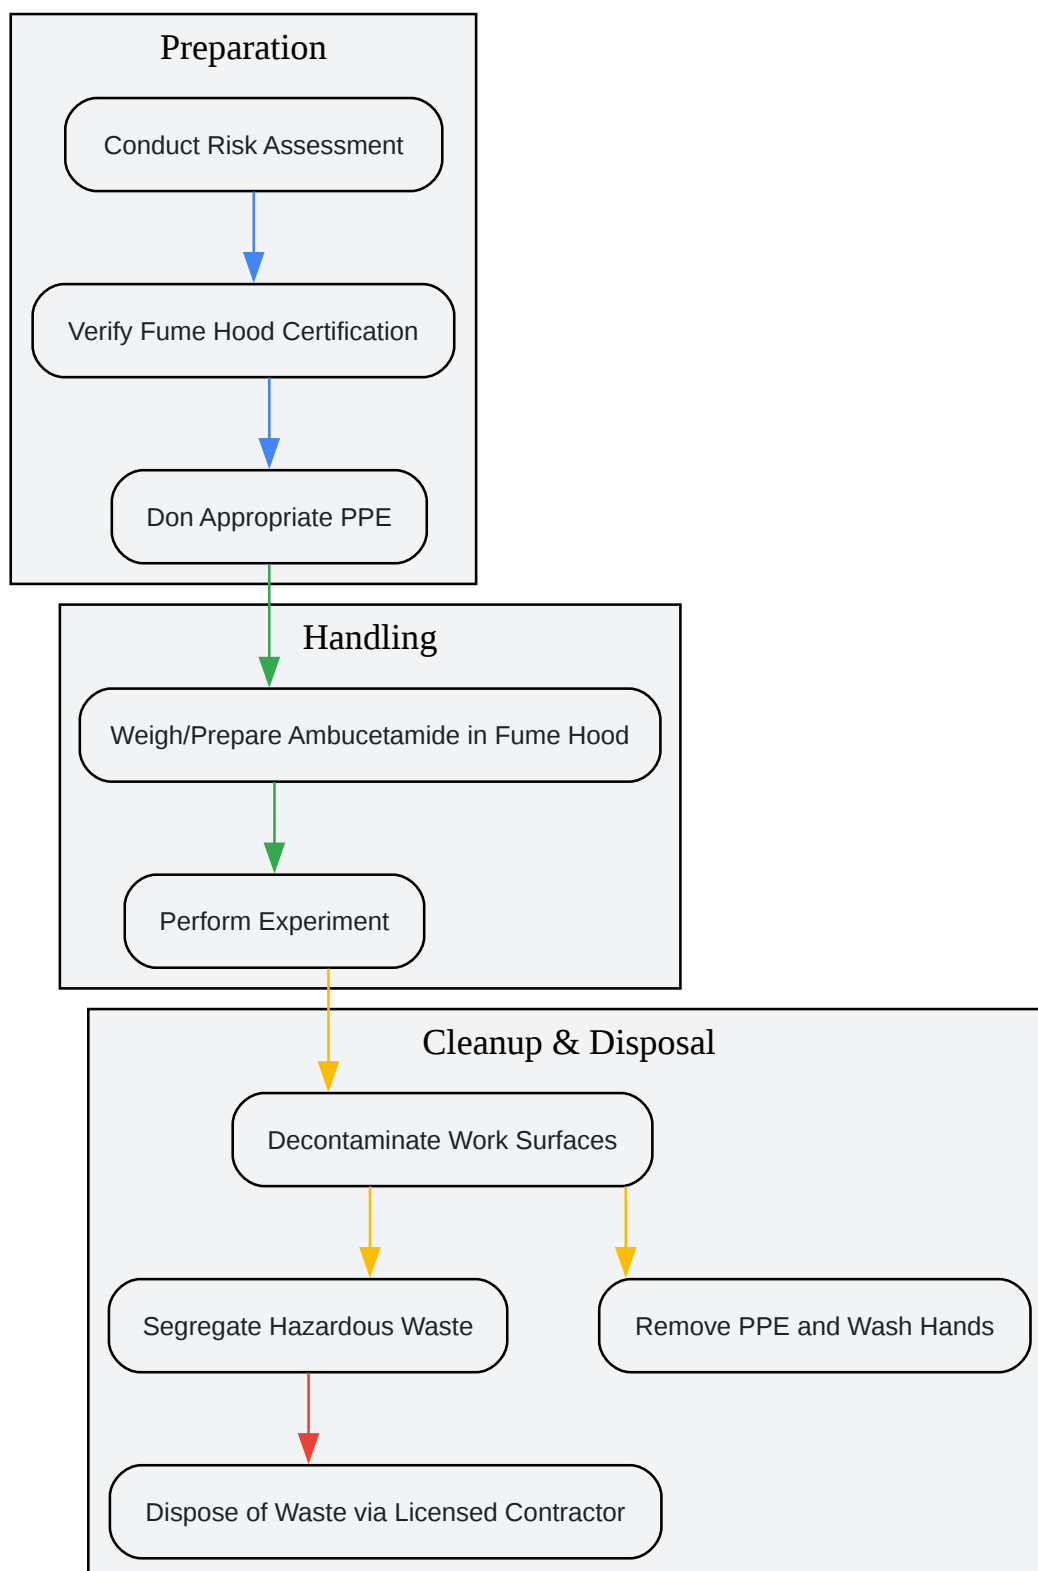 Preparation
Conduct Risk Assessment
Verify Fume Hood Certification
Don Appropriate PPE
Handling
Weigh/Prepare Ambucetamide in Fume Hood
Perform Experiment
Cleanup & Disposal
Decontaminate Work Surfaces
Segregate Hazardous Waste
Remove PPE and Wash Hands
Dispose of Waste via Licensed Contractor